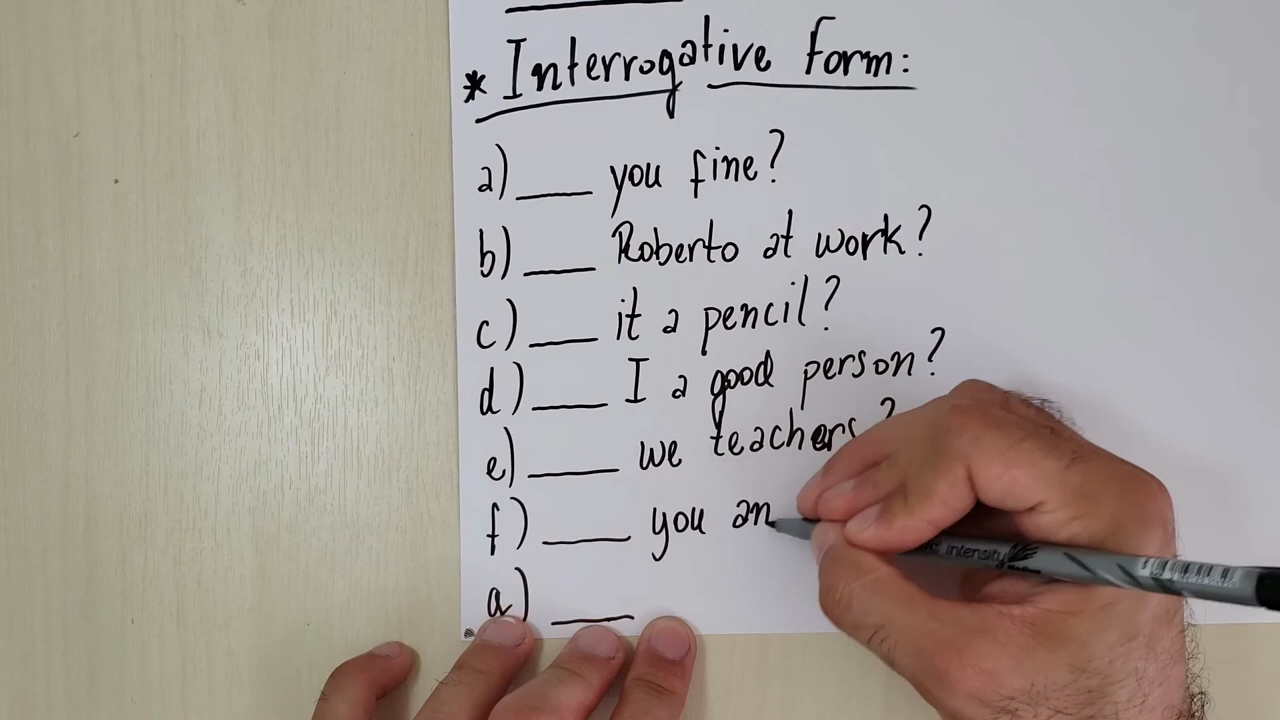 * Interrogative form:
a) ___ you fine?
b) ___ Roberto at work?
c) ___ it a pencil?
d) ___ I a good person?
e) ___ we teachers?
f) ___ you an
g) ___
intensity